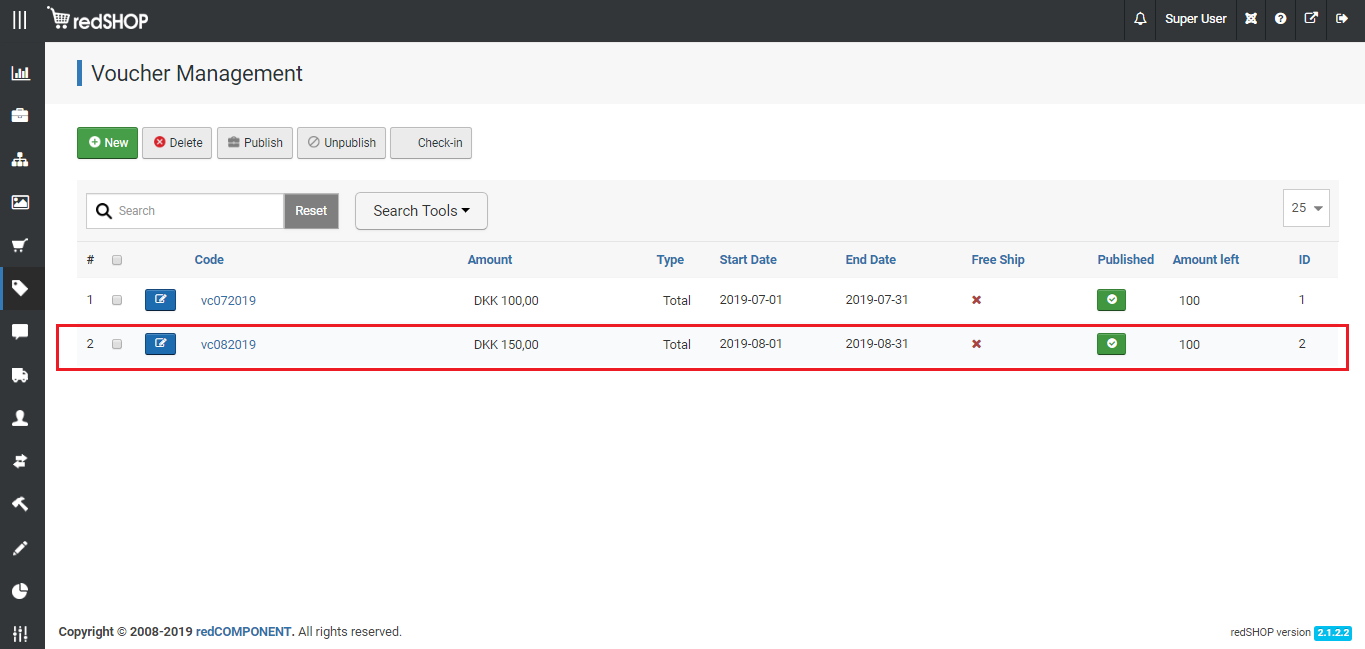 redSHOP Super User
Voucher Management
New Delete Publish Unpublish Check-in
Search Reset Search Tools 25
# Code Amount Type Start Date End Date Free Ship Published Amount left ID
1 vc072019 DKK 100,00 Total 2019-07-01 2019-07-31 100 1
2 vc082019 DKK 150,00 Total 2019-08-01 2019-08-31 100 2
Copyright © 2008-2019 redCOMPONENT. All rights reserved. redSHOP version 2.1.2.2